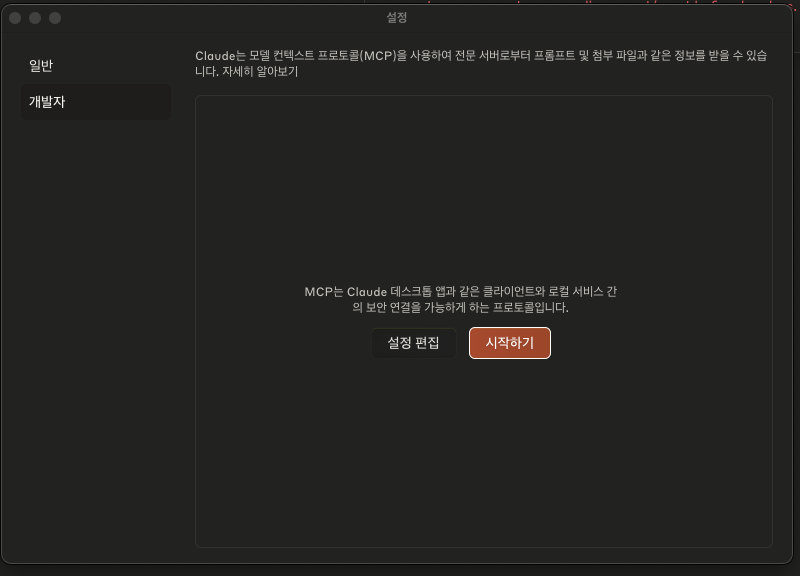 설정
일반
개발자
Claude는 모델 컨텍스트 프로토콜(MCP)을 사용하여 전문 서버로부터 프롬프트 및 첨부 파일과 같은 정보를 받을 수 있습
니다. 자세히 알아보기
MCP는 Claude 데스크톱 앱과 같은 클라이언트와 로컬 서비스 간
의 보안 연결을 가능하게 하는 프로토콜입니다.
설정 편집
시작하기